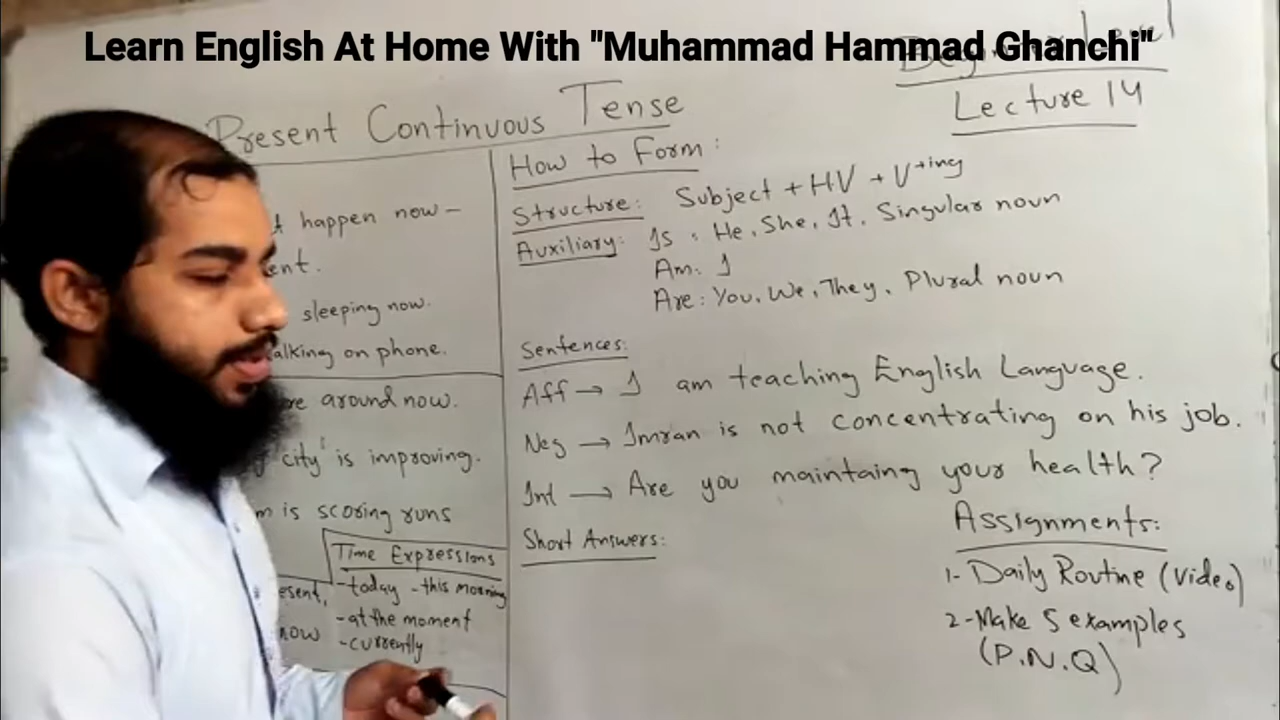 Learn English At Home With "Muhammad Hammad Ghanchi"
Level
Lecture 14
Present Continuous Tense
happen now -
sleeping now.
on phone.
around now.
city is improving.
is scoring runs
Time Expressions
- today - this morning
- at the moment
- currently
now
How to Form:
Structure: Subject + HV + V+ing
Auxiliary: Is: He, She, It, Singular noun
Am: I
Are: You, We, They, Plural noun
Sentences:
Aff → I am teaching English Language.
Neg → Imran is not concentrating on his job.
Int → Are you maintaing your health?
Short Answers:
Assignments:
1- Daily Routine (Video)
2- Make 5 examples
(P.N.Q)